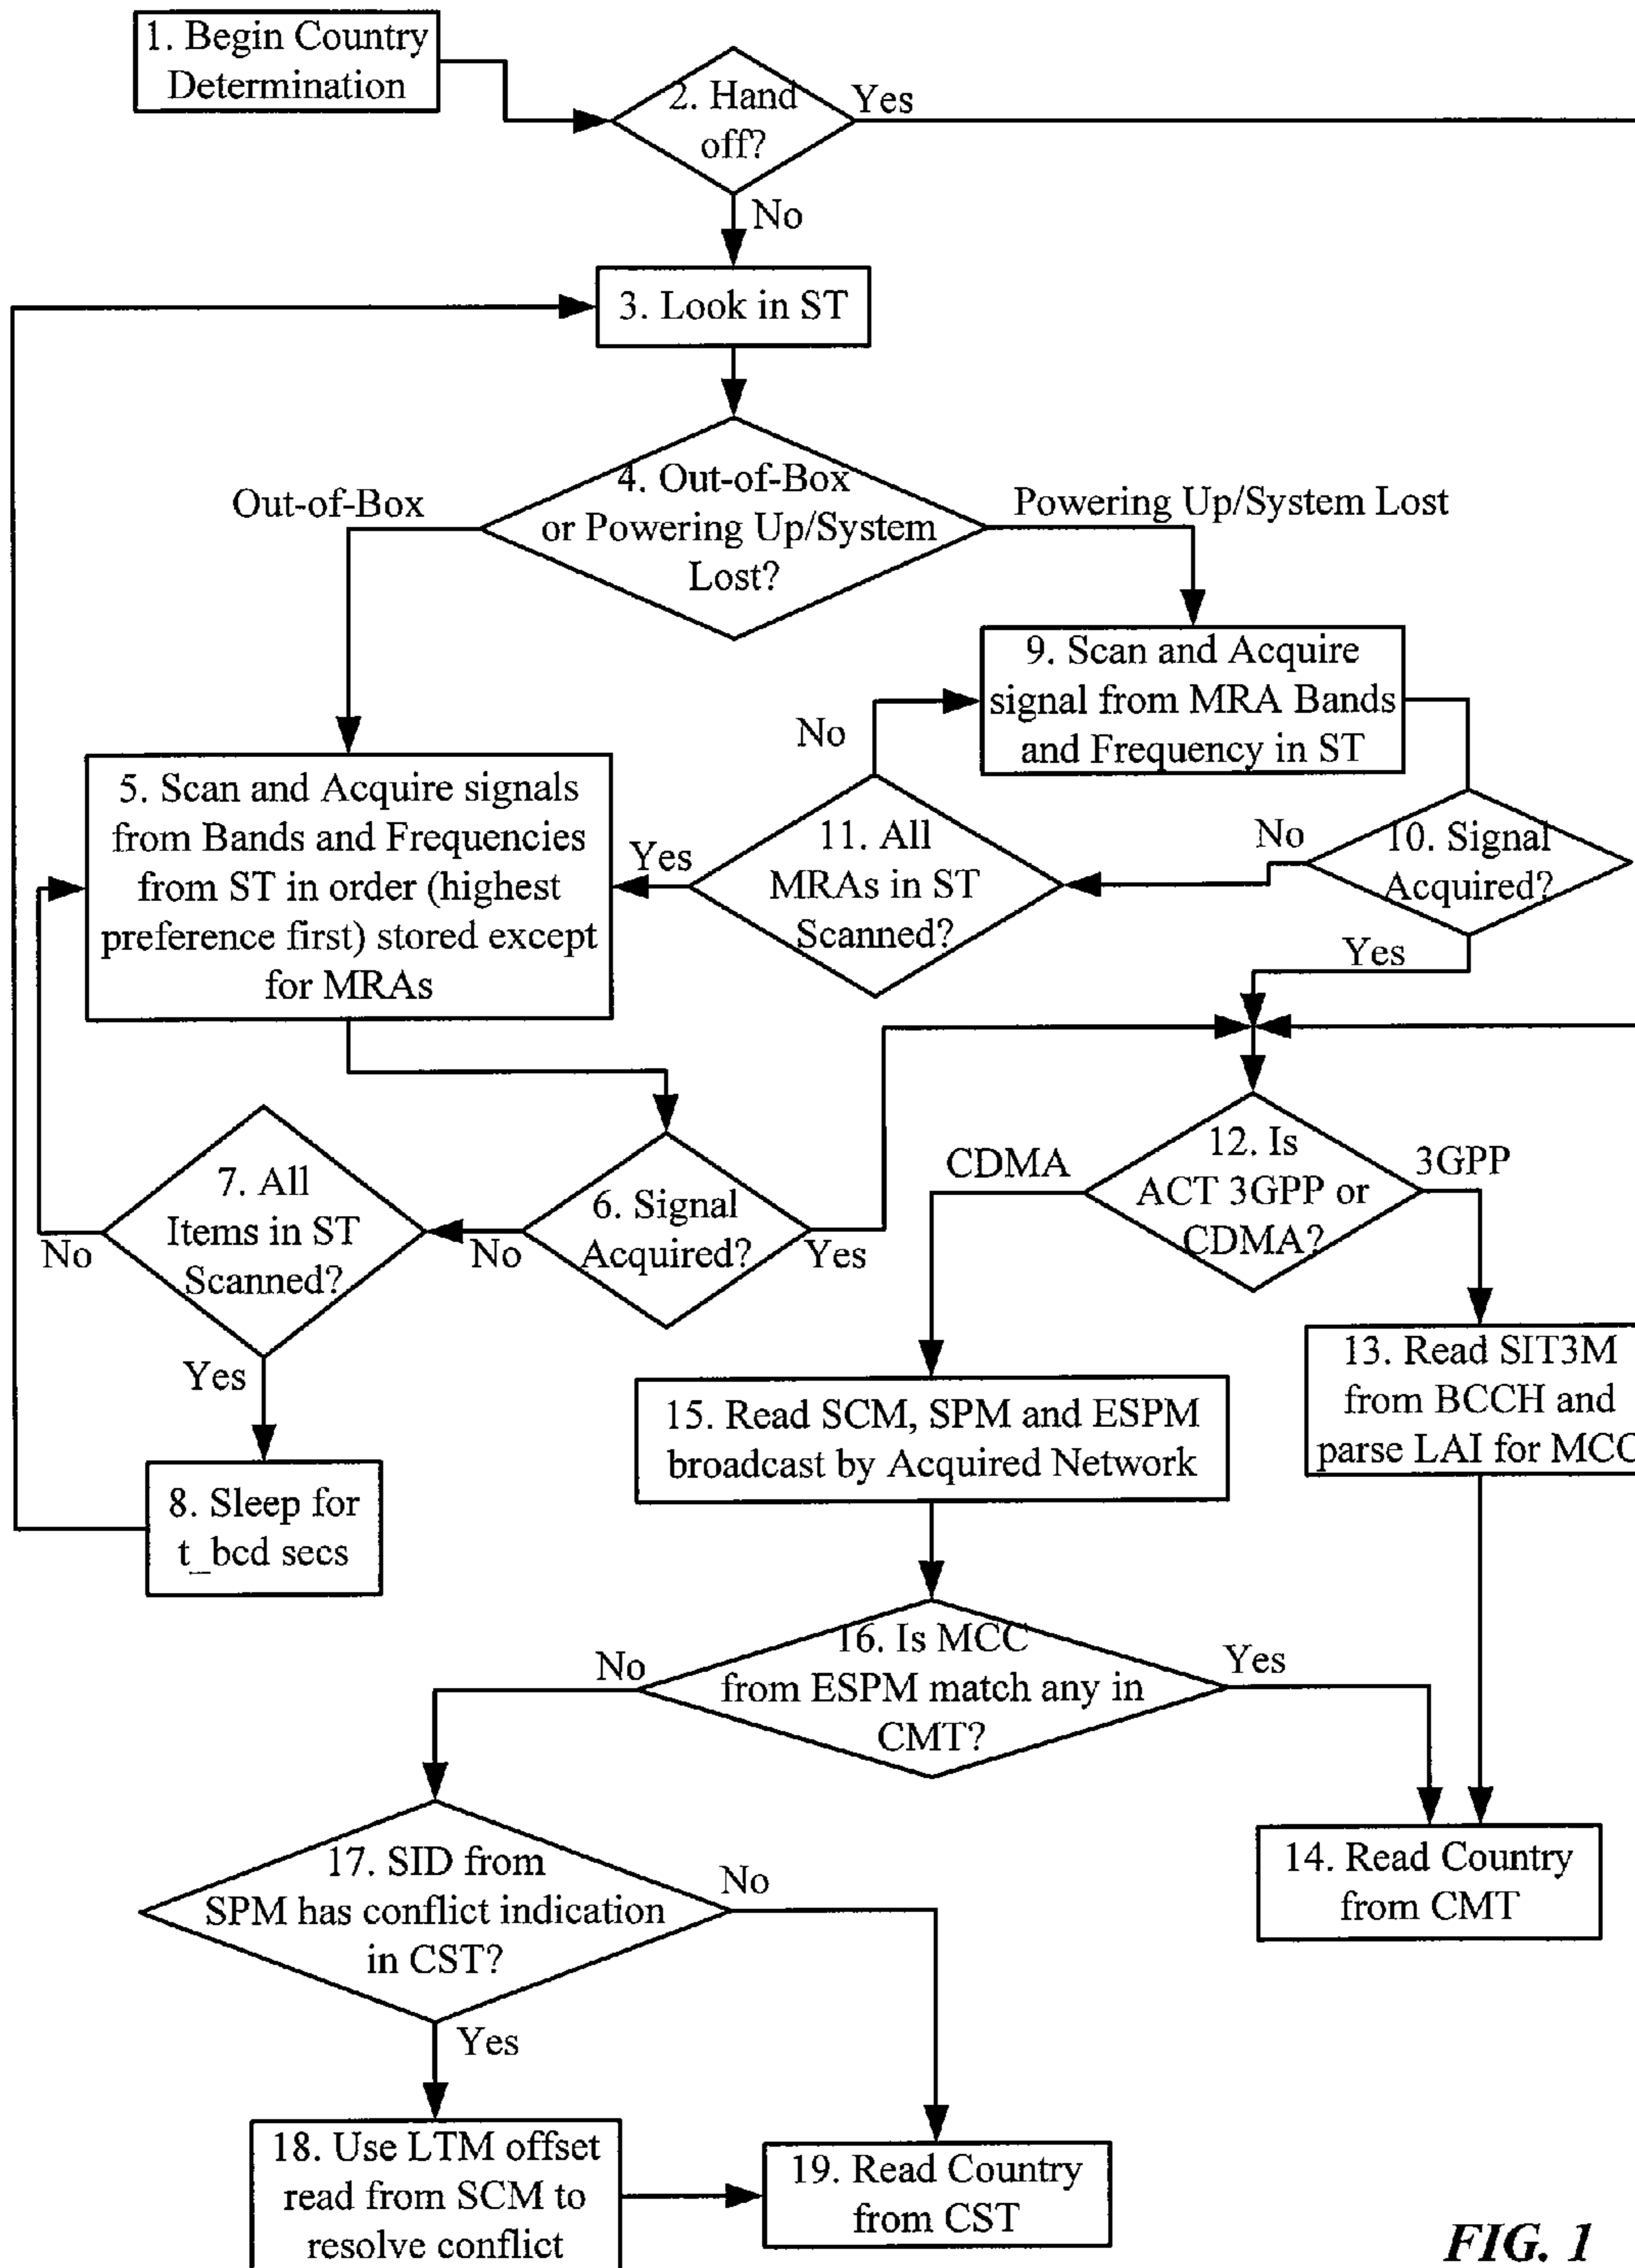 1. Begin Country
Determination
2. Hand
off?
Yes
No
3. Look in ST
4. Out-of-Box
or Powering Up/System
Lost?
Out-of-Box
Powering Up/System Lost
9. Scan and Acquire
signal from MRA Bands
and Frequency in ST
No
5. Scan and Acquire signals
from Bands and Frequencies
from ST in order (highest
preference first) stored except
for MRAs
Yes
11. All
MRAs in ST
Scanned?
No
10. Signal
Acquired?
Yes
12. Is
ACT 3GPP or
CDMA?
CDMA
3GPP
7. All
Items in ST
Scanned?
No
No
6. Signal
Acquired?
Yes
Yes
13. Read SIT3M
from BCCH and
parse LAI for MCC
15. Read SCM, SPM and ESPM
broadcast by Acquired Network
8. Sleep for
t_bcd secs
16. Is MCC
from ESPM match any in
CMT?
No
Yes
17. SID from
SPM has conflict indication
in CST?
No
14. Read Country
from CMT
Yes
18. Use LTM offset
read from SCM to
resolve conflict
19. Read Country
from CST
FIG. 1